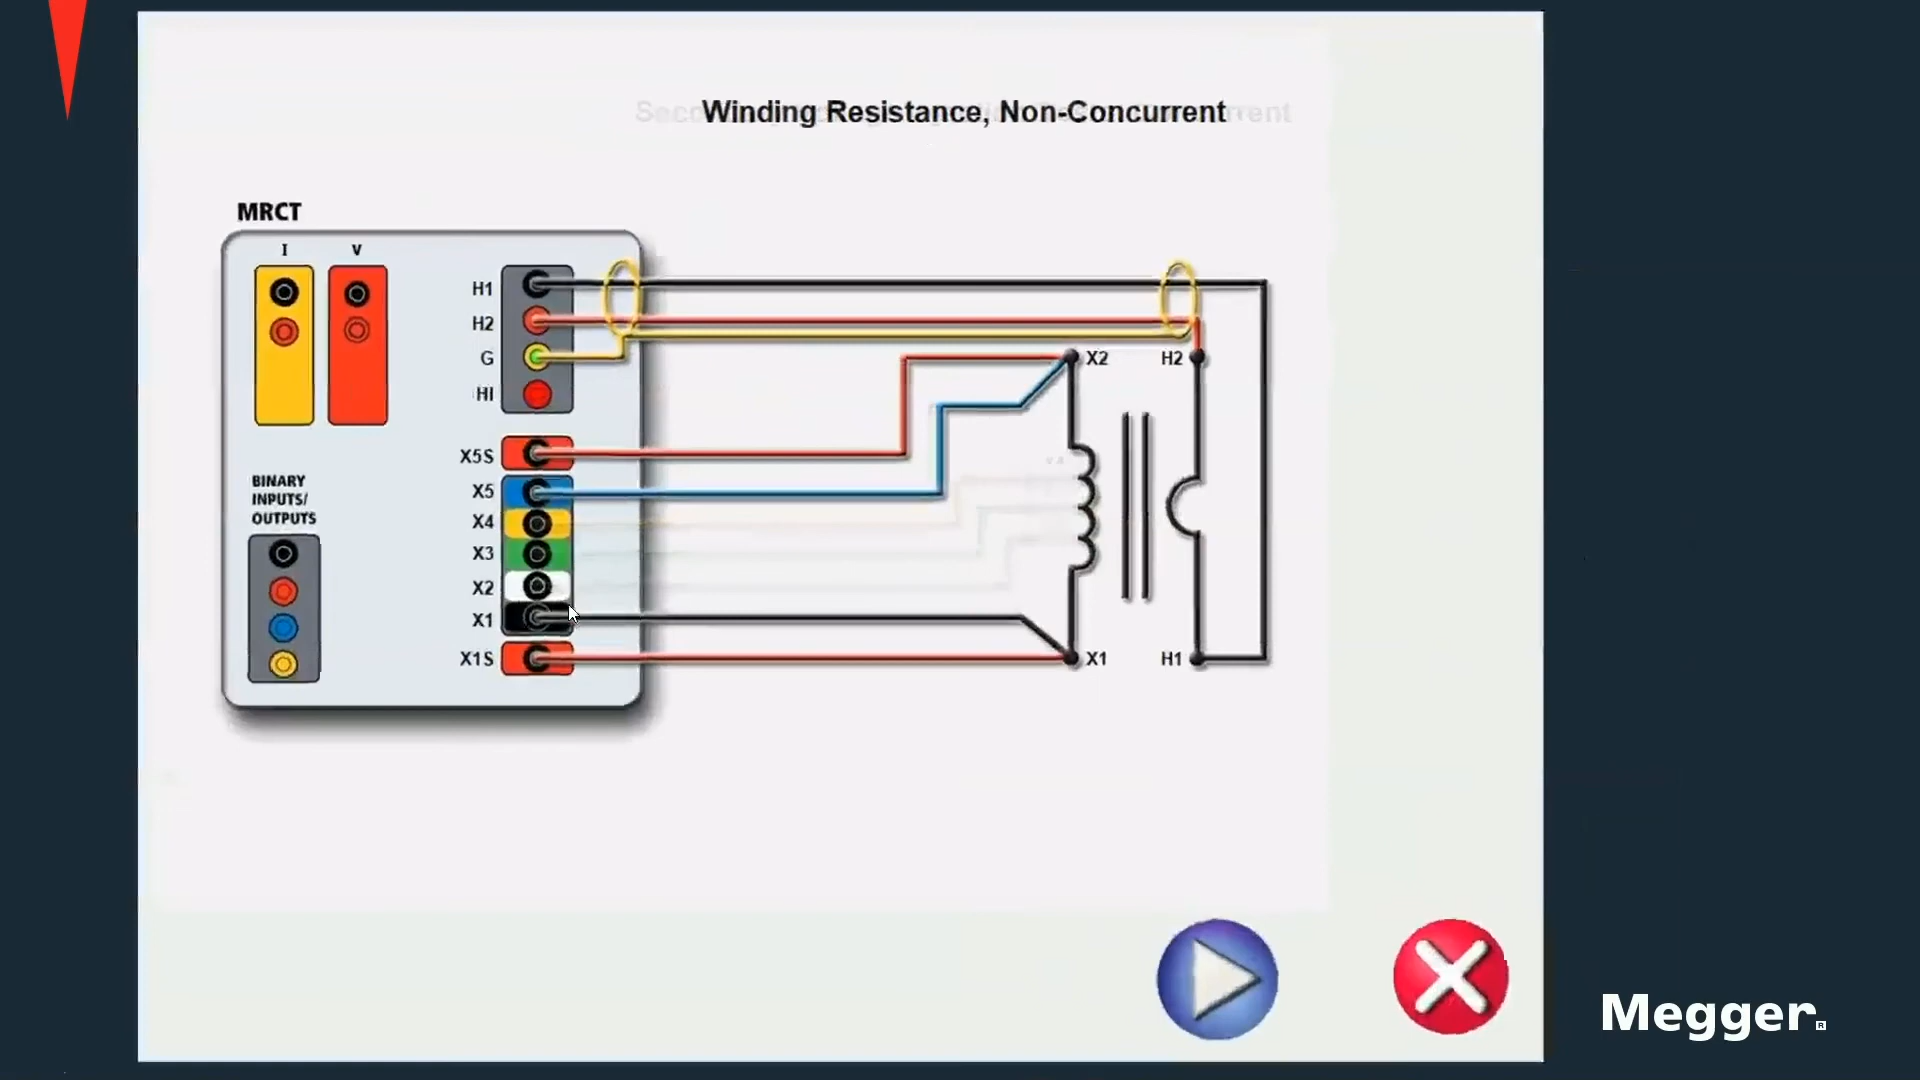 Winding Resistance, Non-Concurrent
MRCT
I V
H1
H2
G
HI
X5S
X5
X4
X3
X2
X1
X1S
BINARY
INPUTS/
OUTPUTS
X2 H2
X1 H1
Megger.